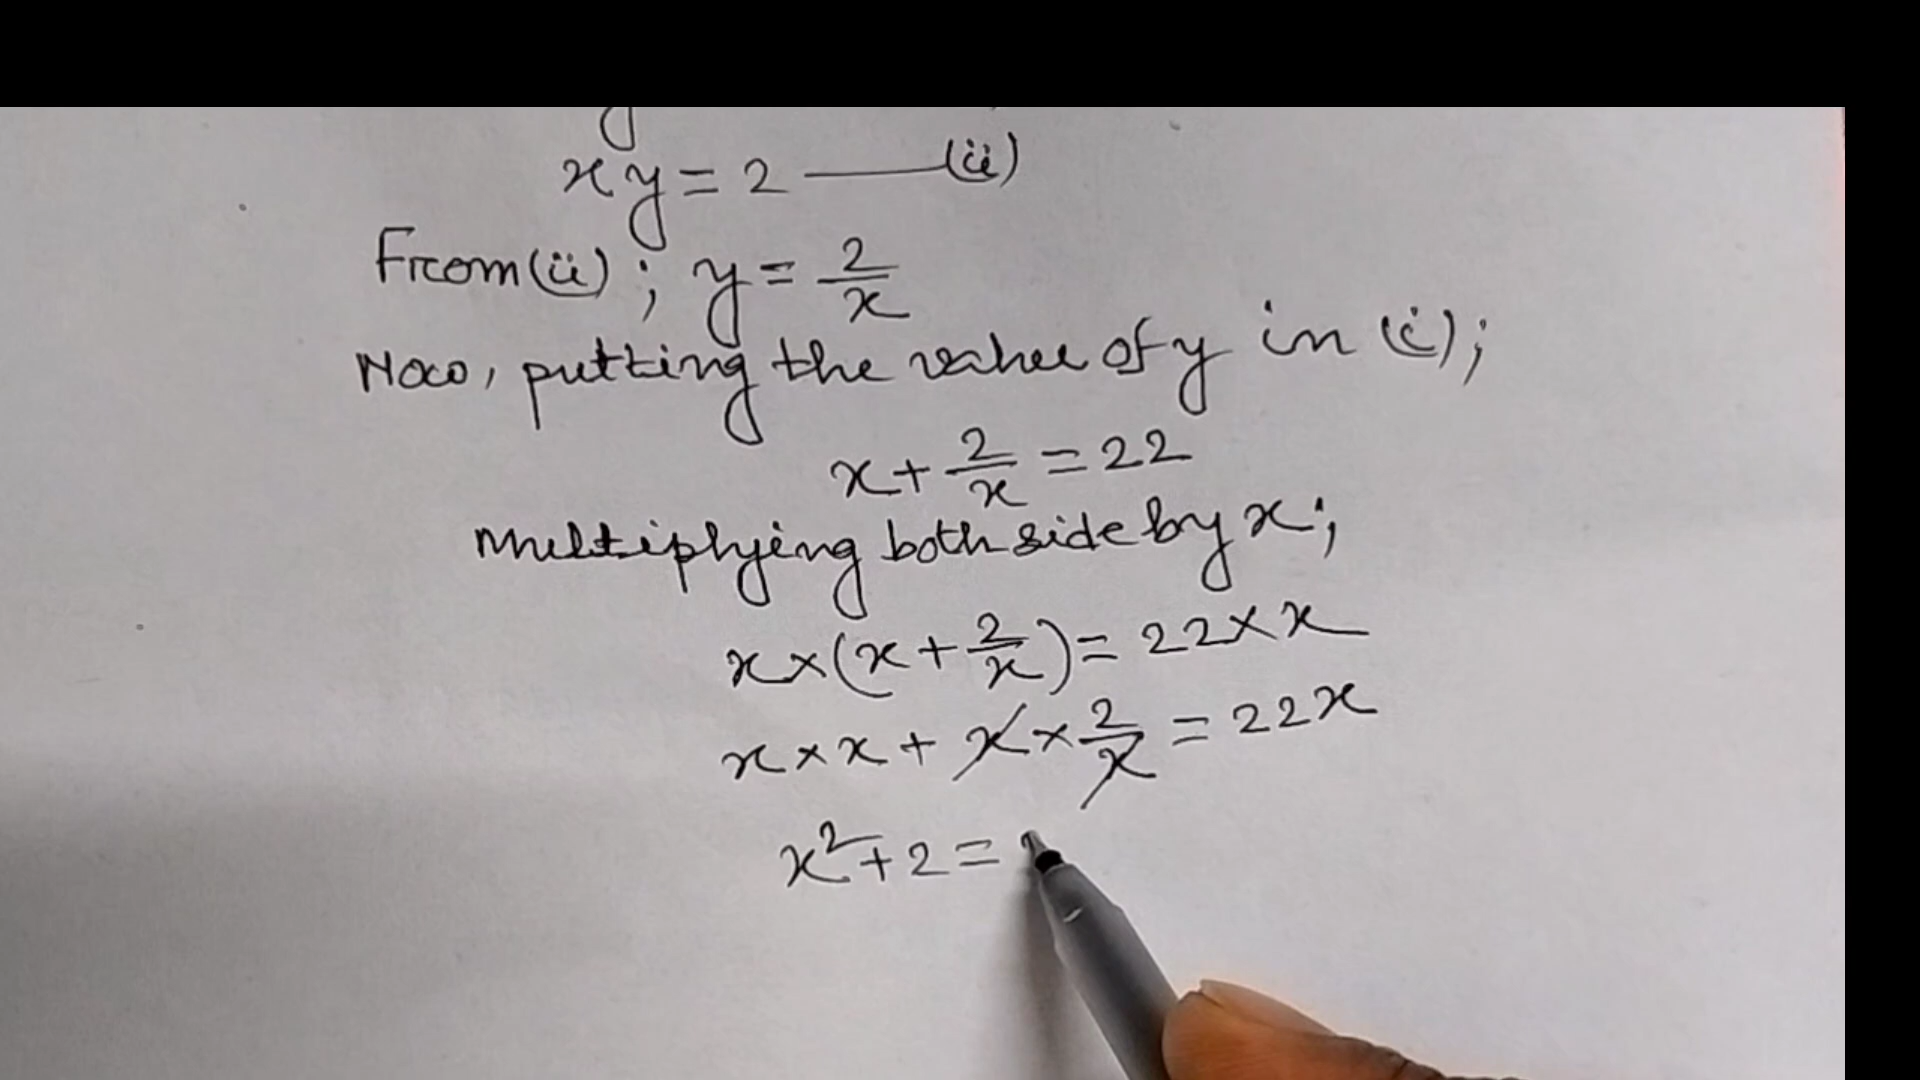 xy = 2 —— (ii)
From (ii) ; y = 2/x
Now, putting the value of y in (i) ;
x + 2/x = 22
Multiplying both side by x ;
x × (x + 2/x) = 22 × x
x × x + x × 2/x = 22x
x² + 2 =